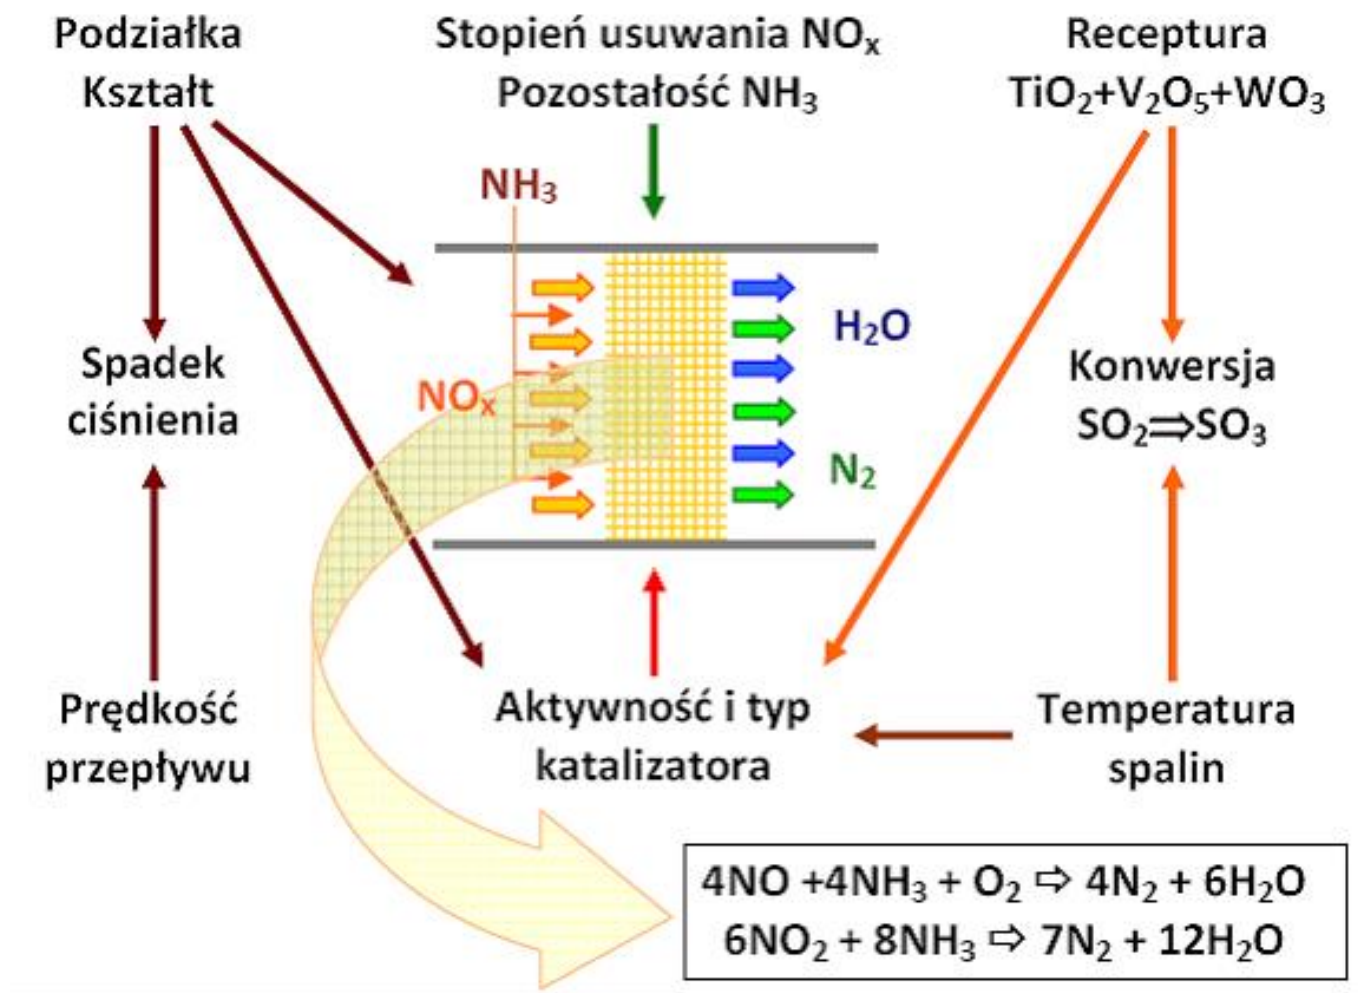 Podziałka
Kształt
Stopień usuwania NOₓ
Pozostałość NH₃
Receptura
TiO₂+V₂O₅+WO₃
NH₃
NOₓ
H₂O
N₂
Spadek
ciśnienia
Konwersja
SO₂⇒SO₃
Prędkość
przepływu
Aktywność i typ
katalizatora
Temperatura
spalin
4NO +4NH₃ + O₂ ⇨ 4N₂ + 6H₂O
6NO₂ + 8NH₃ ⇨ 7N₂ + 12H₂O